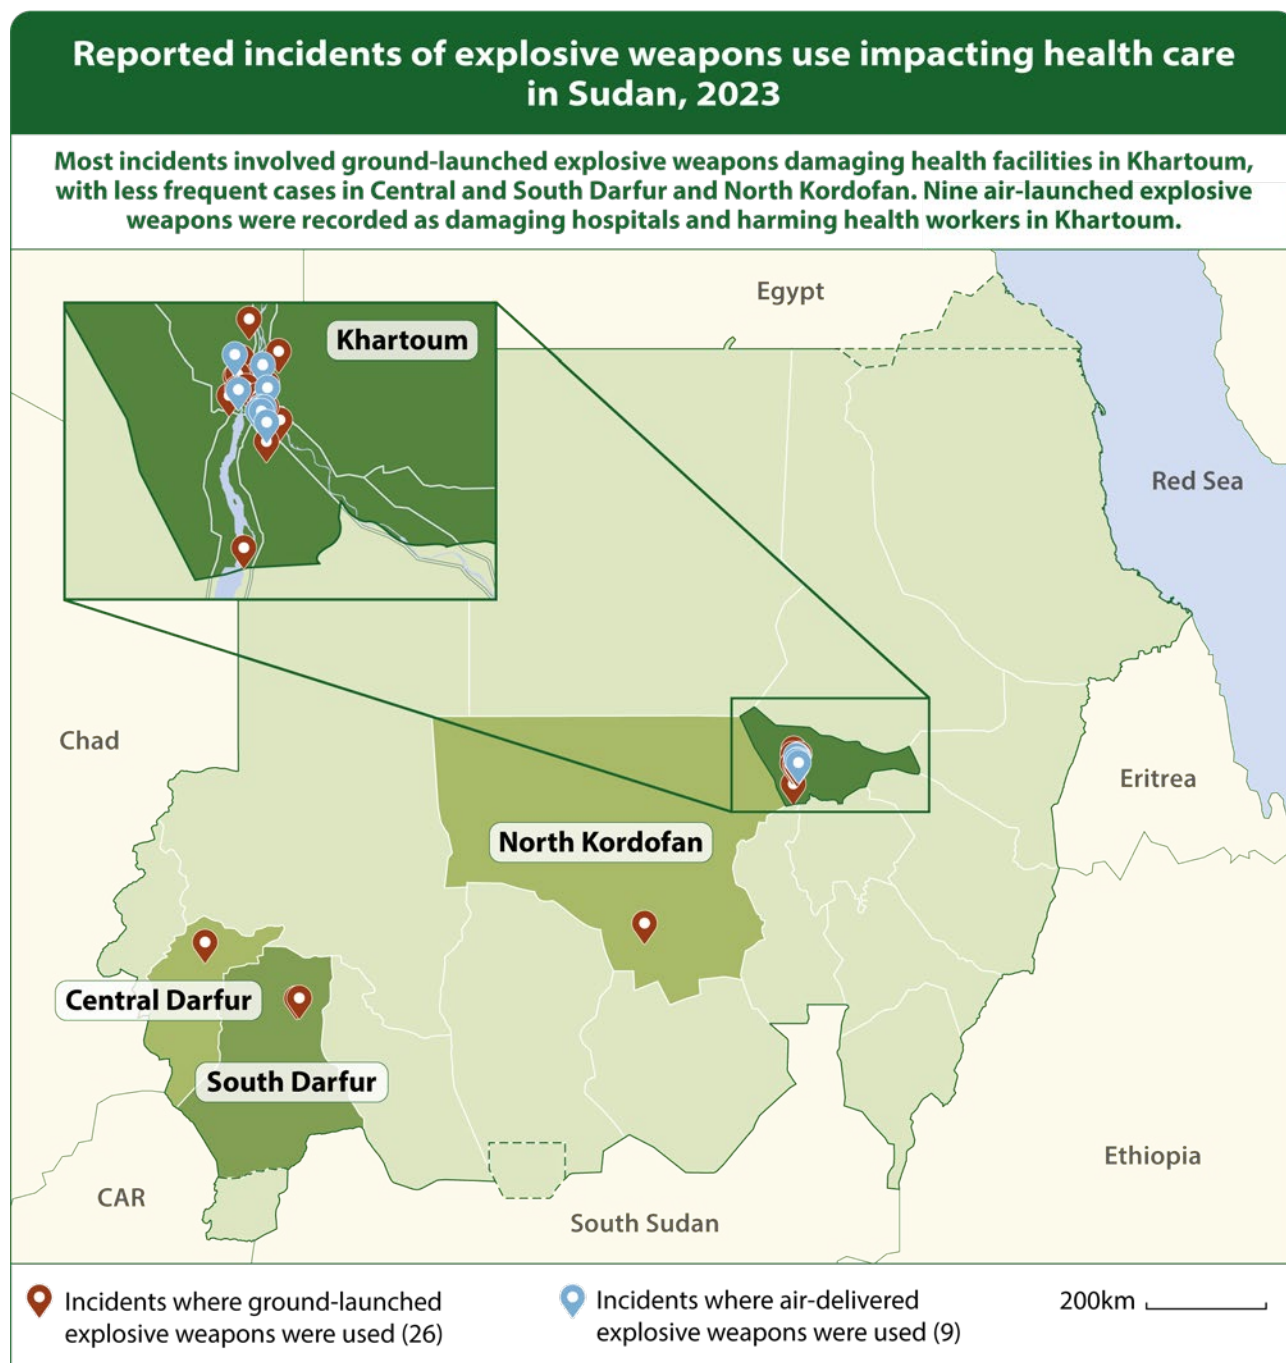 Reported incidents of explosive weapons use impacting health care
in Sudan, 2023
Most incidents involved ground-launched explosive weapons damaging health facilities in Khartoum,
with less frequent cases in Central and South Darfur and North Kordofan. Nine air-launched explosive
weapons were recorded as damaging hospitals and harming health workers in Khartoum.
Egypt
Khartoum
Red Sea
Chad
Eritrea
North Kordofan
Central Darfur
South Darfur
Ethiopia
CAR
South Sudan
Incidents where ground-launched
explosive weapons were used (26)
Incidents where air-delivered
explosive weapons were used (9)
200km